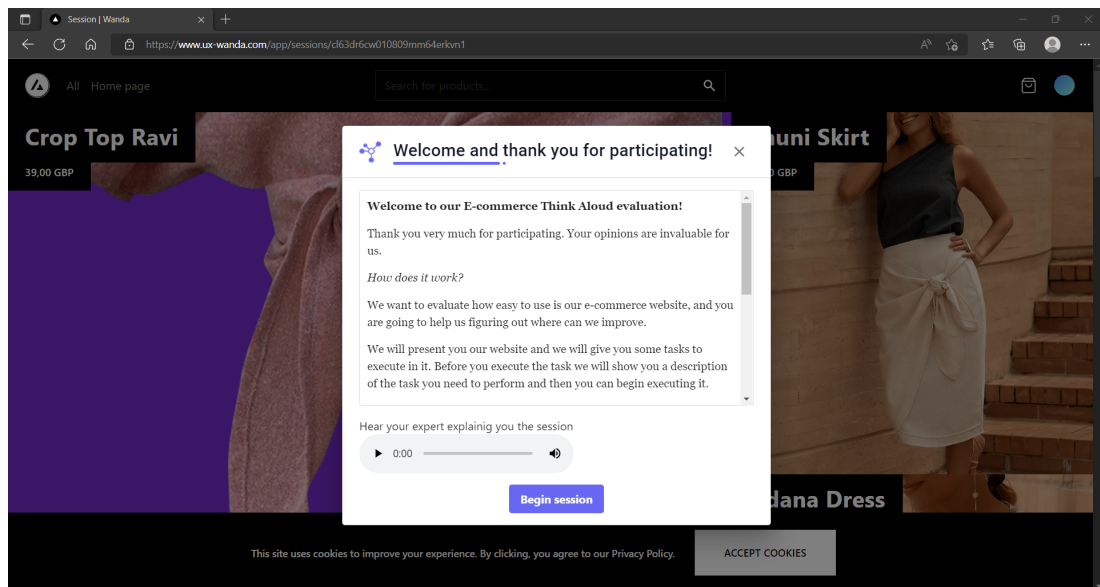 Session | Wanda
https://www.ux-wanda.com/app/sessions/cl63dr6cw010809mm64erkvn1
All Home page
Search for products...
Crop Top Ravi
39,00 GBP
uni Skirt
GBP
Welcome and thank you for participating!
Welcome to our E-commerce Think Aloud evaluation!
Thank you very much for participating. Your opinions are invaluable for
us.
How does it work?
We want to evaluate how easy to use is our e-commerce website, and you
are going to help us figuring out where can we improve.
We will present you our website and we will give you some tasks to
execute in it. Before you execute the task we will show you a description
of the task you need to perform and then you can begin executing it.
Hear your expert explainig you the session
0:00
Begin session
dana Dress
This site uses cookies to improve your experience. By clicking, you agree to our Privacy Policy.
ACCEPT COOKIES